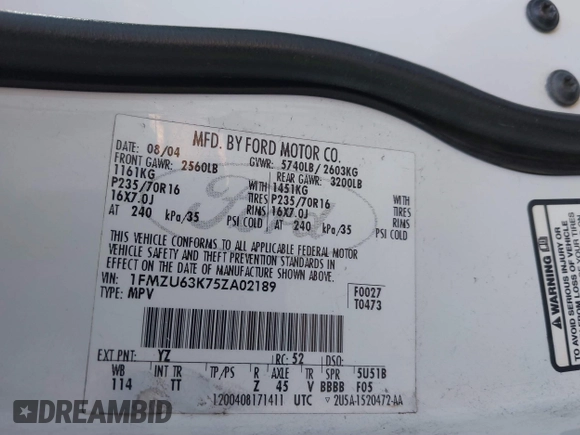 MFD. BY FORD MOTOR CO.
DATE: 08/04 GVWR: 5740LB/ 2603KG
FRONT GAWR: 2560LB REAR GAWR: 3200LB
1161KG WITH 1451KG WITH
P235/70R16 TIRES P235/70R16 TIRES
16X7.0J RIMS 16X7.0J RIMS
AT 240 kPa/35 PSI COLD AT 240 kPa/35 PSI COLD
THIS VEHICLE CONFORMS TO ALL APPLICABLE FEDERAL MOTOR
VEHICLE SAFETY AND THEFT PREVENTION STANDARDS IN
EFFECT ON THE DATE OF MANUFACTURE SHOWN ABOVE.
VIN: 1FMZU63K75ZA02189 F0027
TYPE: MPV T0473
EXT PNT: YZ RC: 52 DSO:
WB INT TR TP/PS R AXLE TR SPR 5U51B
114 TT Z 45 V BBBB F05
1200408171411 UTC ▽ 2U5A-1520472-AA
Ford
WARNING
SERIOUS INJURY OR
DREAMBID